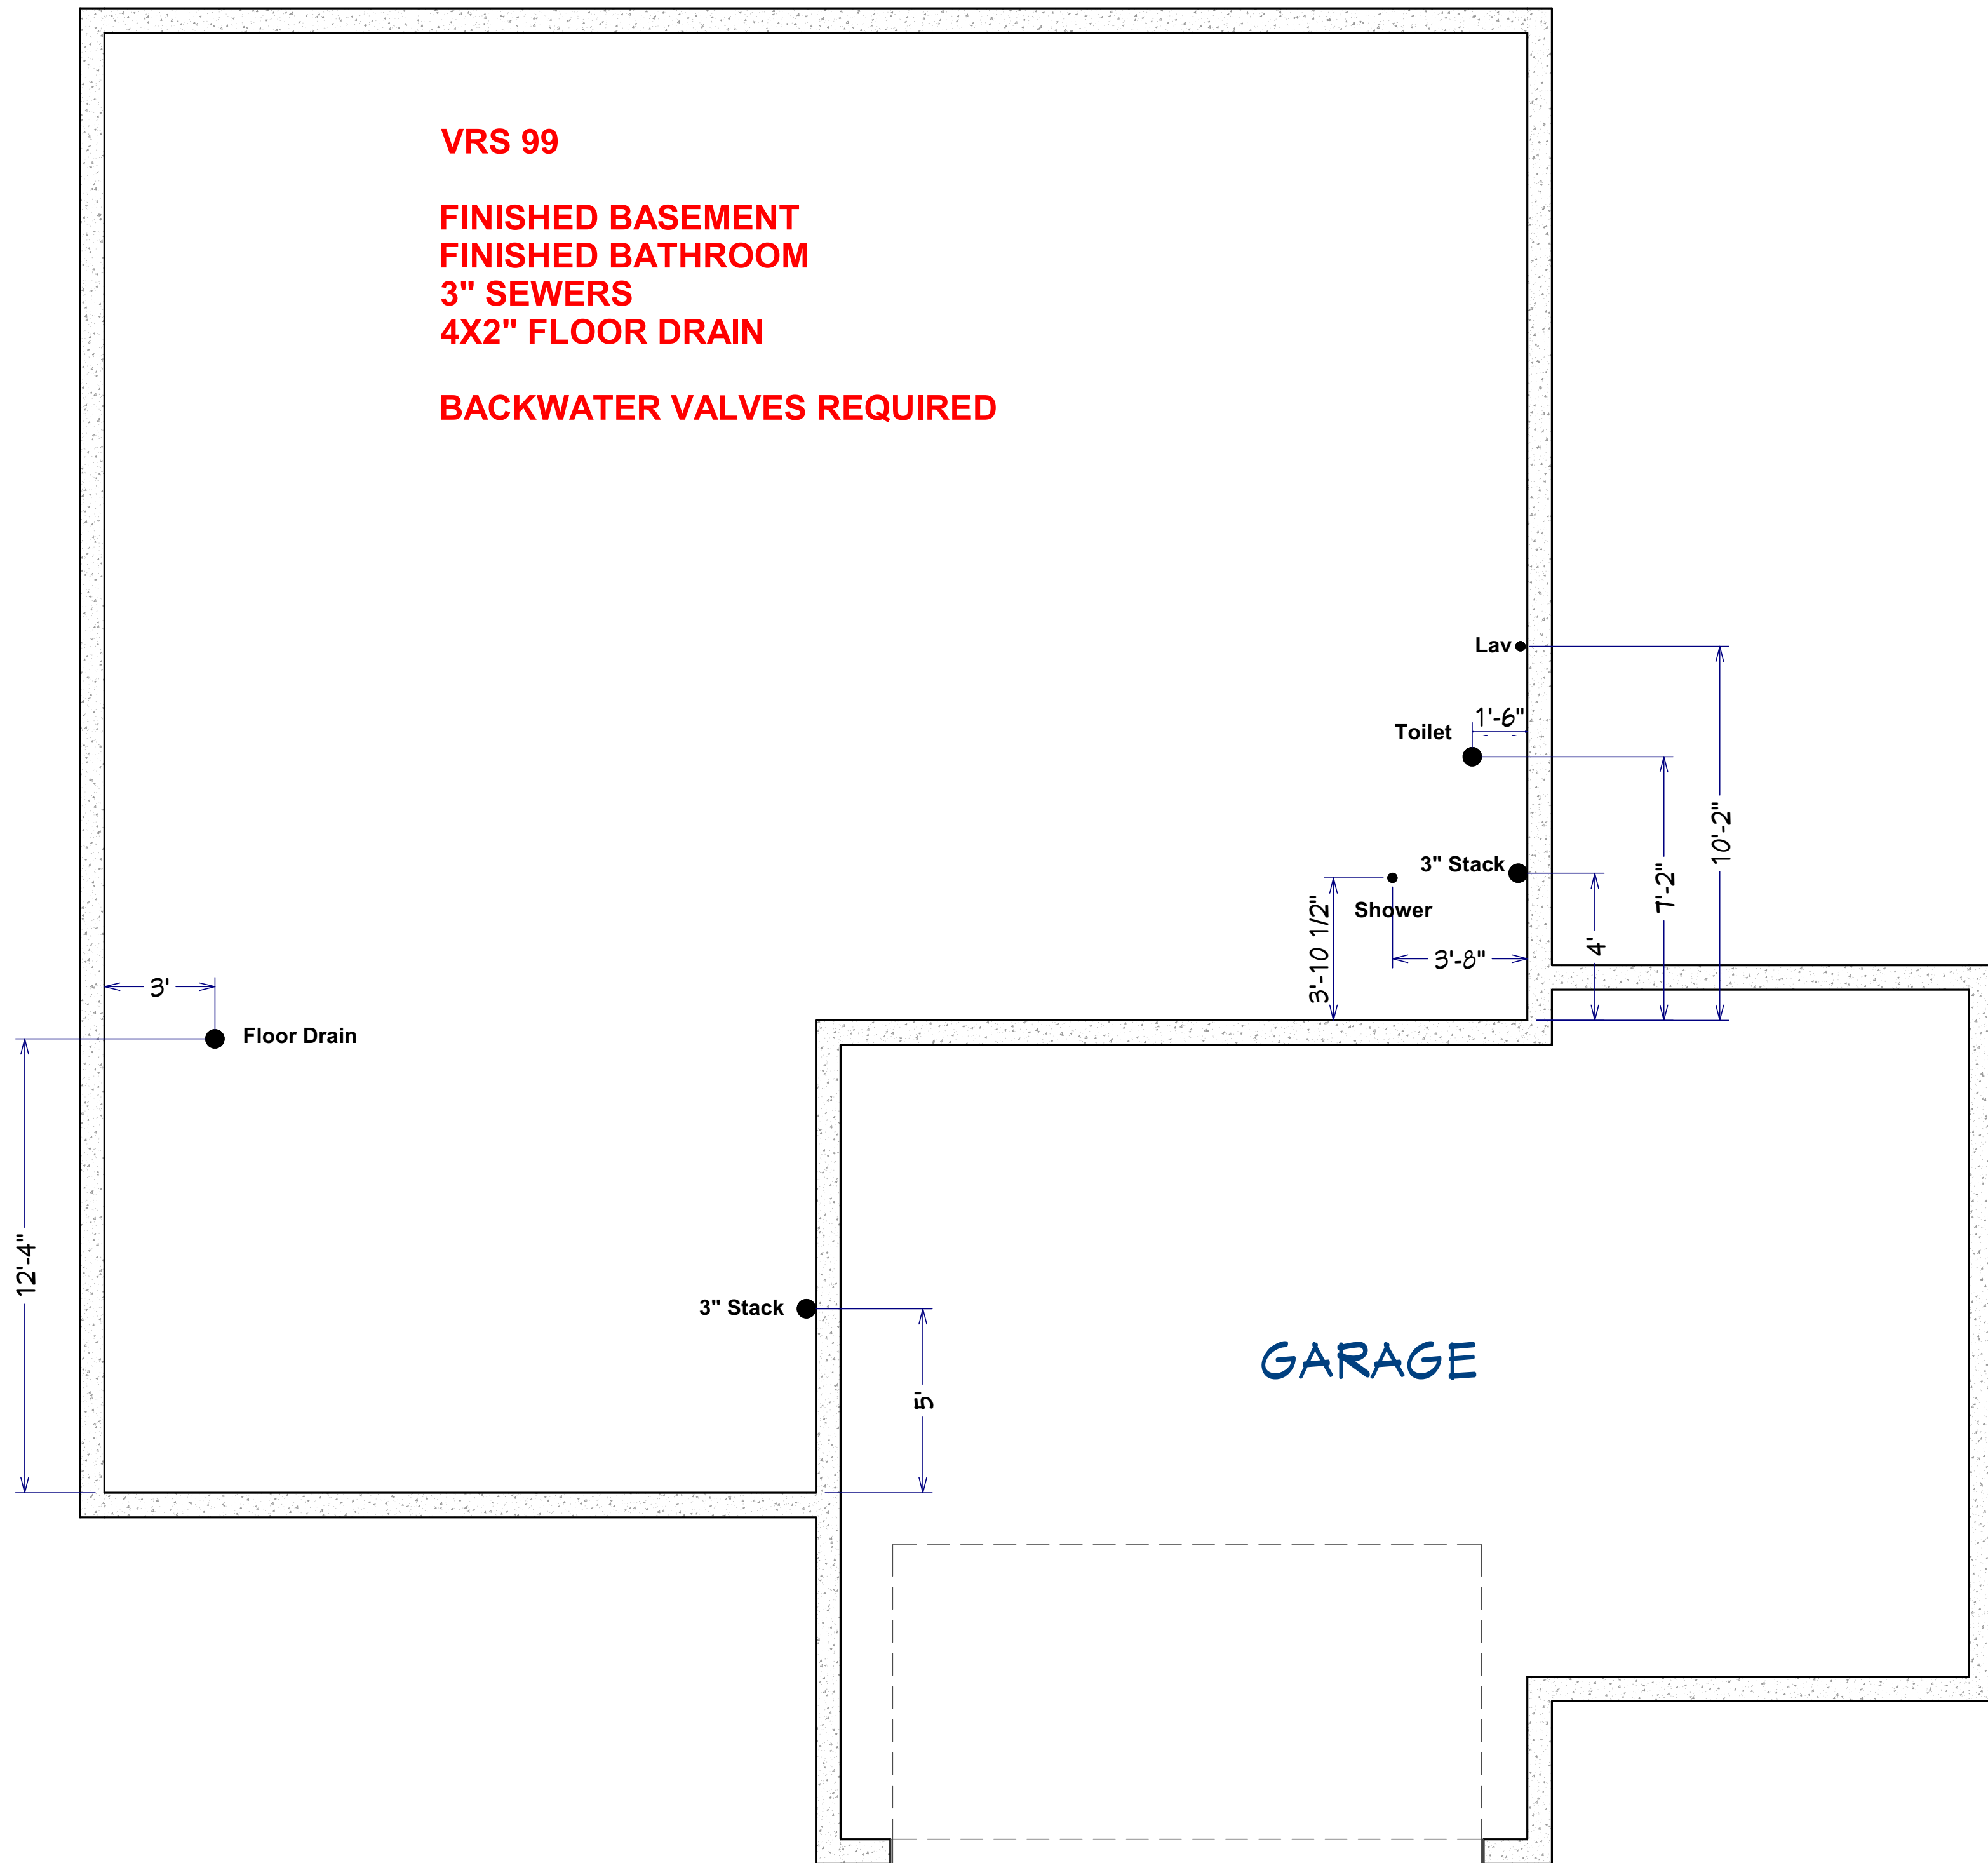 VRS 99
FINISHED BASEMENT
FINISHED BATHROOM
3" SEWERS
4X2" FLOOR DRAIN
BACKWATER VALVES REQUIRED
Lav
1'-6"
Toilet
10'-2"
7'-2"
3" Stack
Shower
3'-10 1/2"
3'-8"
4'
3'
Floor Drain
12'-4"
3" Stack
5'
GARAGE